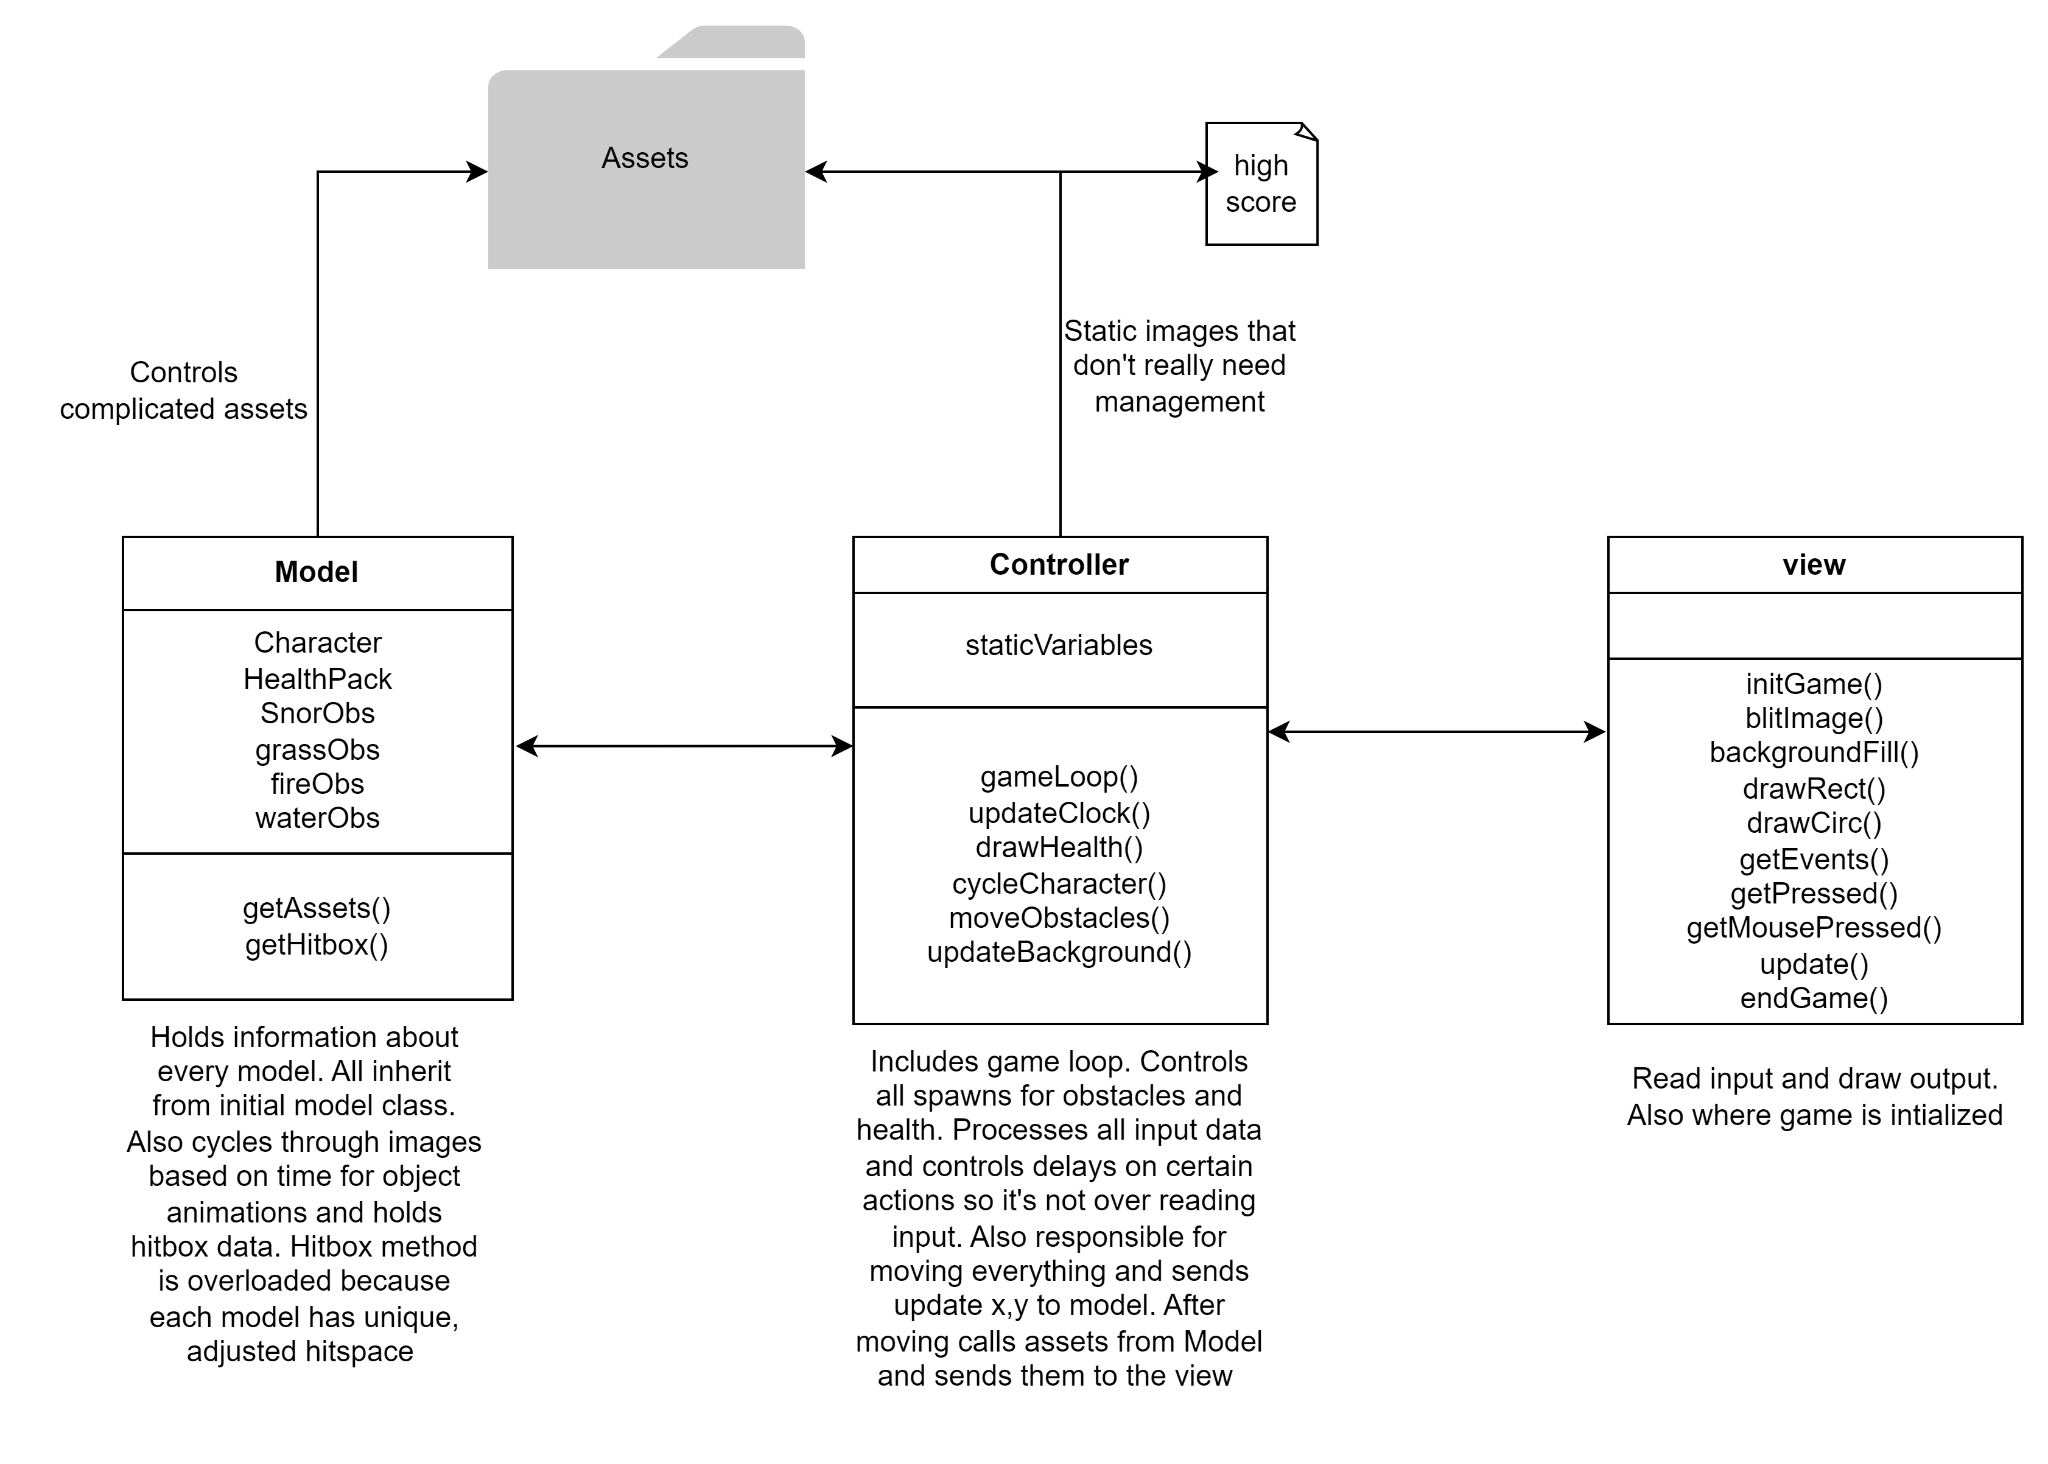 Assets
high
score
Static images that
don't really need
management
Controls
complicated assets
Model
Character
HealthPack
SnorObs
grassObs
fireObs
waterObs
getAssets()
getHitbox()
Holds information about
every model. All inherit
from initial model class.
Also cycles through images
based on time for object
animations and holds
hitbox data. Hitbox method
is overloaded because
each model has unique,
adjusted hitspace
Controller
staticVariables
gameLoop()
updateClock()
drawHealth()
cycleCharacter()
moveObstacles()
updateBackground()
Includes game loop. Controls
all spawns for obstacles and
health. Processes all input data
and controls delays on certain
actions so it's not over reading
input. Also responsible for
moving everything and sends
update x,y to model. After
moving calls assets from Model
and sends them to the view
view
initGame()
blitImage()
backgroundFill()
drawRect()
drawCirc()
getEvents()
getPressed()
getMousePressed()
update()
endGame()
Read input and draw output.
Also where game is intialized